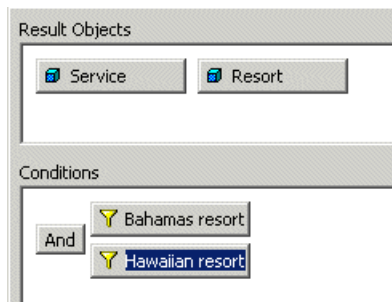 Result Objects
Service Resort
Conditions
Bahamas resort
And
Hawaiian resort